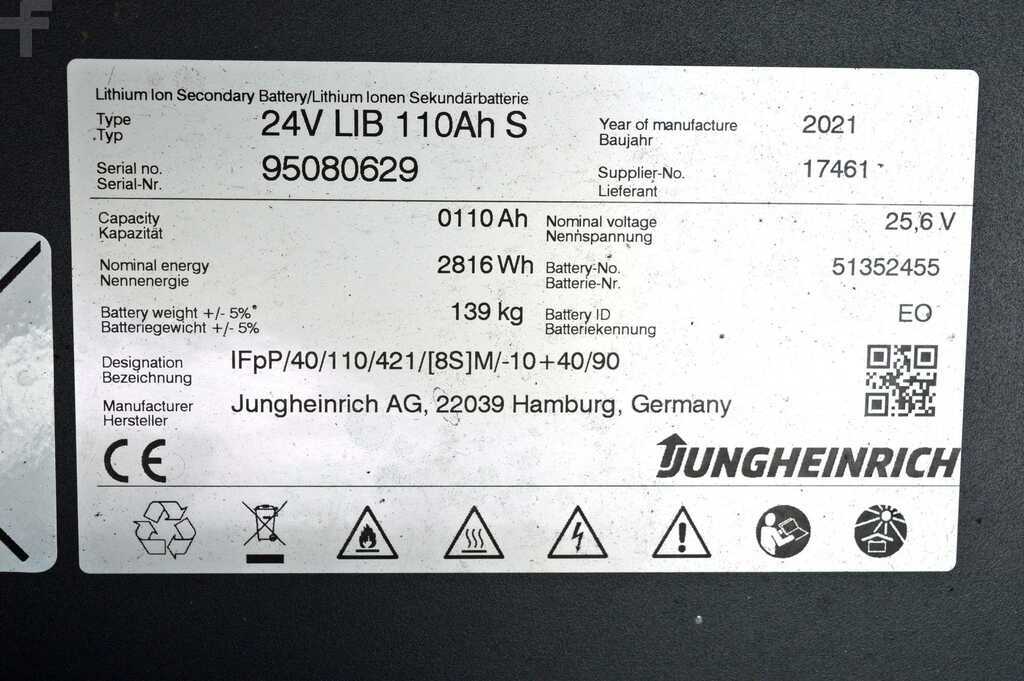 Lithium Ion Secondary Battery/Lithium Ionen Sekundärbatterie
Type 24V LIB 110Ah S Year of manufacture 2021
Typ Baujahr
Serial no. 95080629 Supplier-No. 17461
Serial-Nr. Lieferant
Capacity 0110 Ah Nominal voltage 25,6 V
Kapazität Nennspannung
Nominal energy 2816 Wh Battery-No. 51352455
Nennenergie Batterie-Nr.
Battery weight +/- 5% 139 kg Battery ID EO
Batteriegewicht +/- 5% Batteriekennung
Designation IFpP/40/110/421/[8S]M/-10+40/90
Bezeichnung
Manufacturer Jungheinrich AG, 22039 Hamburg, Germany
Hersteller
CE JUNGHEINRICH